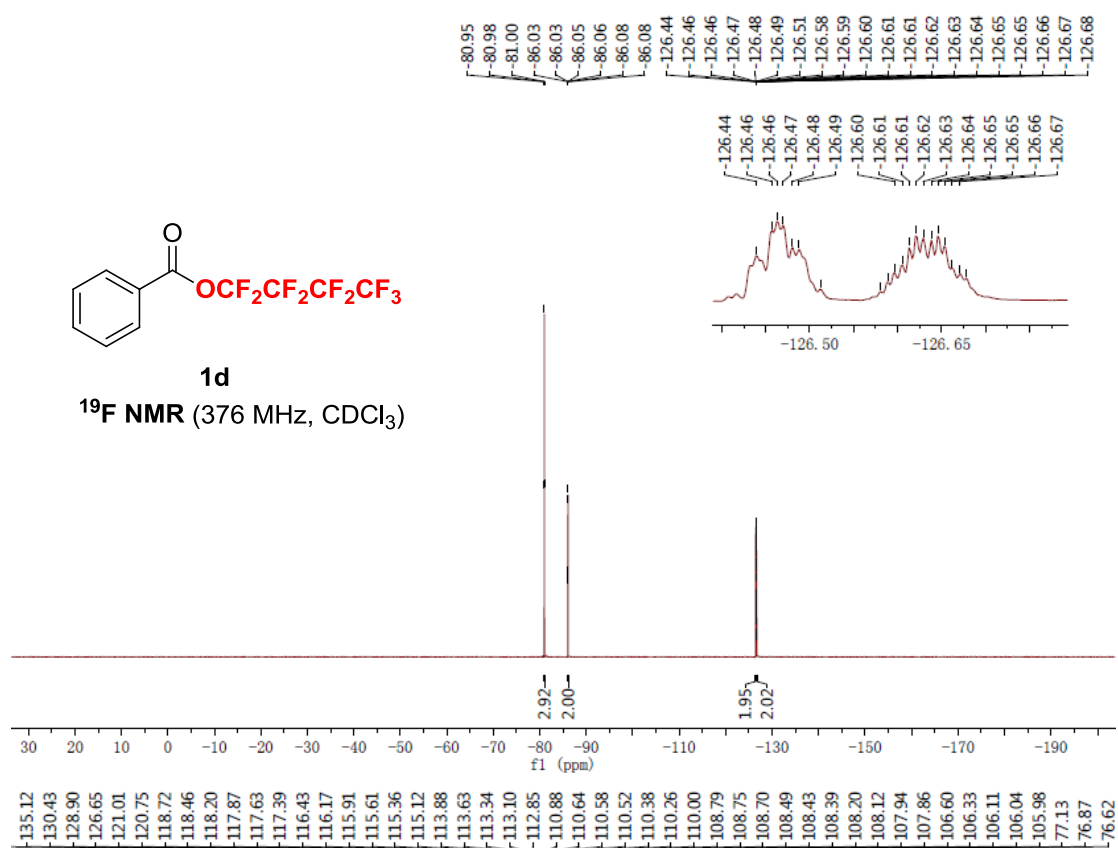 -80.95 -80.98 -81.00 -86.03 -86.03 -86.05 -86.06 -86.08 -86.08 -126.44 -126.46 -126.46 -126.47 -126.48 -126.49 -126.51 -126.58 -126.59 -126.60 -126.61 -126.61 -126.62 -126.63 -126.64 -126.65 -126.65 -126.66 -126.67 -126.68
-126.44 -126.46 -126.46 -126.47 -126.48 -126.49 -126.60 -126.61 -126.61 -126.62 -126.63 -126.64 -126.65 -126.65 -126.66 -126.67
-126.50 -126.65
O
OCF2CF2CF2CF3
1d
19F NMR (376 MHz, CDCl3)
2.92 2.00 1.95 2.02
30 20 10 0 -10 -20 -30 -40 -50 -60 -70 -80 -90 -110 -130 -150 -170 -190
f1 (ppm)
135.12 130.43 128.90 126.65 121.01 120.75 118.72 118.46 118.20 117.87 117.63 117.39 116.43 116.17 115.91 115.61 115.36 115.12 113.88 113.63 113.34 113.10 112.85 110.88 110.64 110.58 110.52 110.38 110.26 110.00 108.79 108.75 108.70 108.49 108.43 108.39 108.20 108.12 107.94 107.86 106.60 106.33 106.11 106.04 105.98 77.13 76.87 76.62